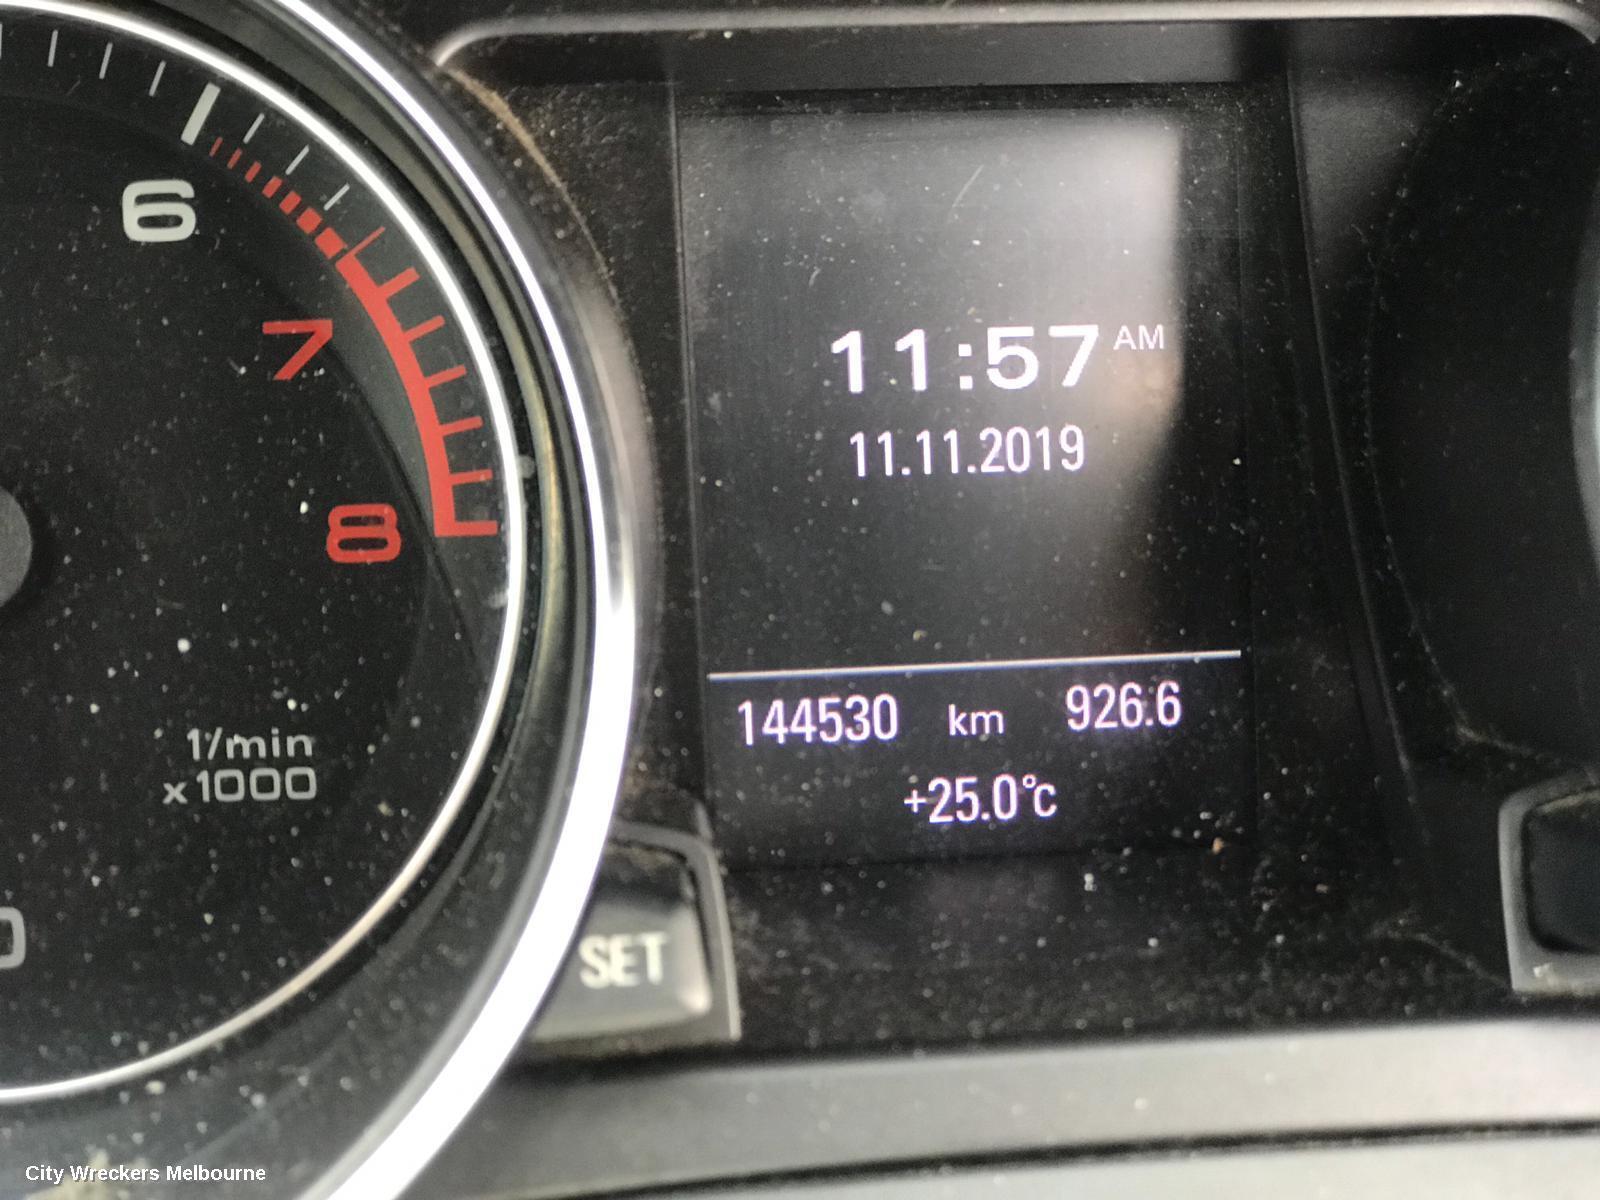 6
7
8
1/min
x1000
0
SET
11:57 AM
11.11.2019
144530 km 926.6
+25.0°c
City Wreckers Melbourne